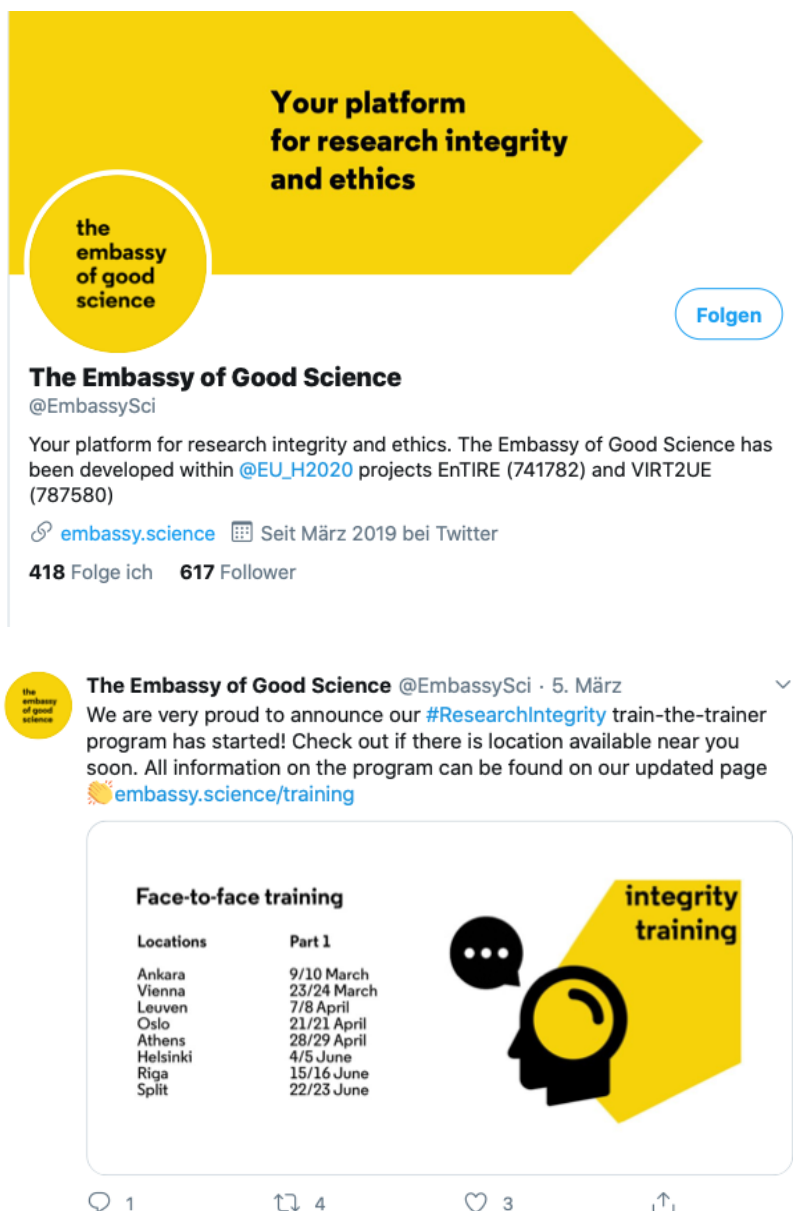 Your platform
for research integrity
and ethics
the
embassy
of good
science
Folgen
The Embassy of Good Science
@EmbassySci
Your platform for research integrity and ethics. The Embassy of Good Science has
been developed within @EU_H2020 projects EnTIRE (741782) and VIRT2UE
(787580)
embassy.science Seit März 2019 bei Twitter
418 Folge ich 617 Follower
the
embassy
of good
science
The Embassy of Good Science @EmbassySci · 5. März
We are very proud to announce our #ResearchIntegrity train-the-trainer
program has started! Check out if there is location available near you
soon. All information on the program can be found on our updated page
👏embassy.science/training
Face-to-face training
Locations Part 1
Ankara 9/10 March
Vienna 23/24 March
Leuven 7/8 April
Oslo 21/21 April
Athens 28/29 April
Helsinki 4/5 June
Riga 15/16 June
Split 22/23 June
integrity
training
1 4 3